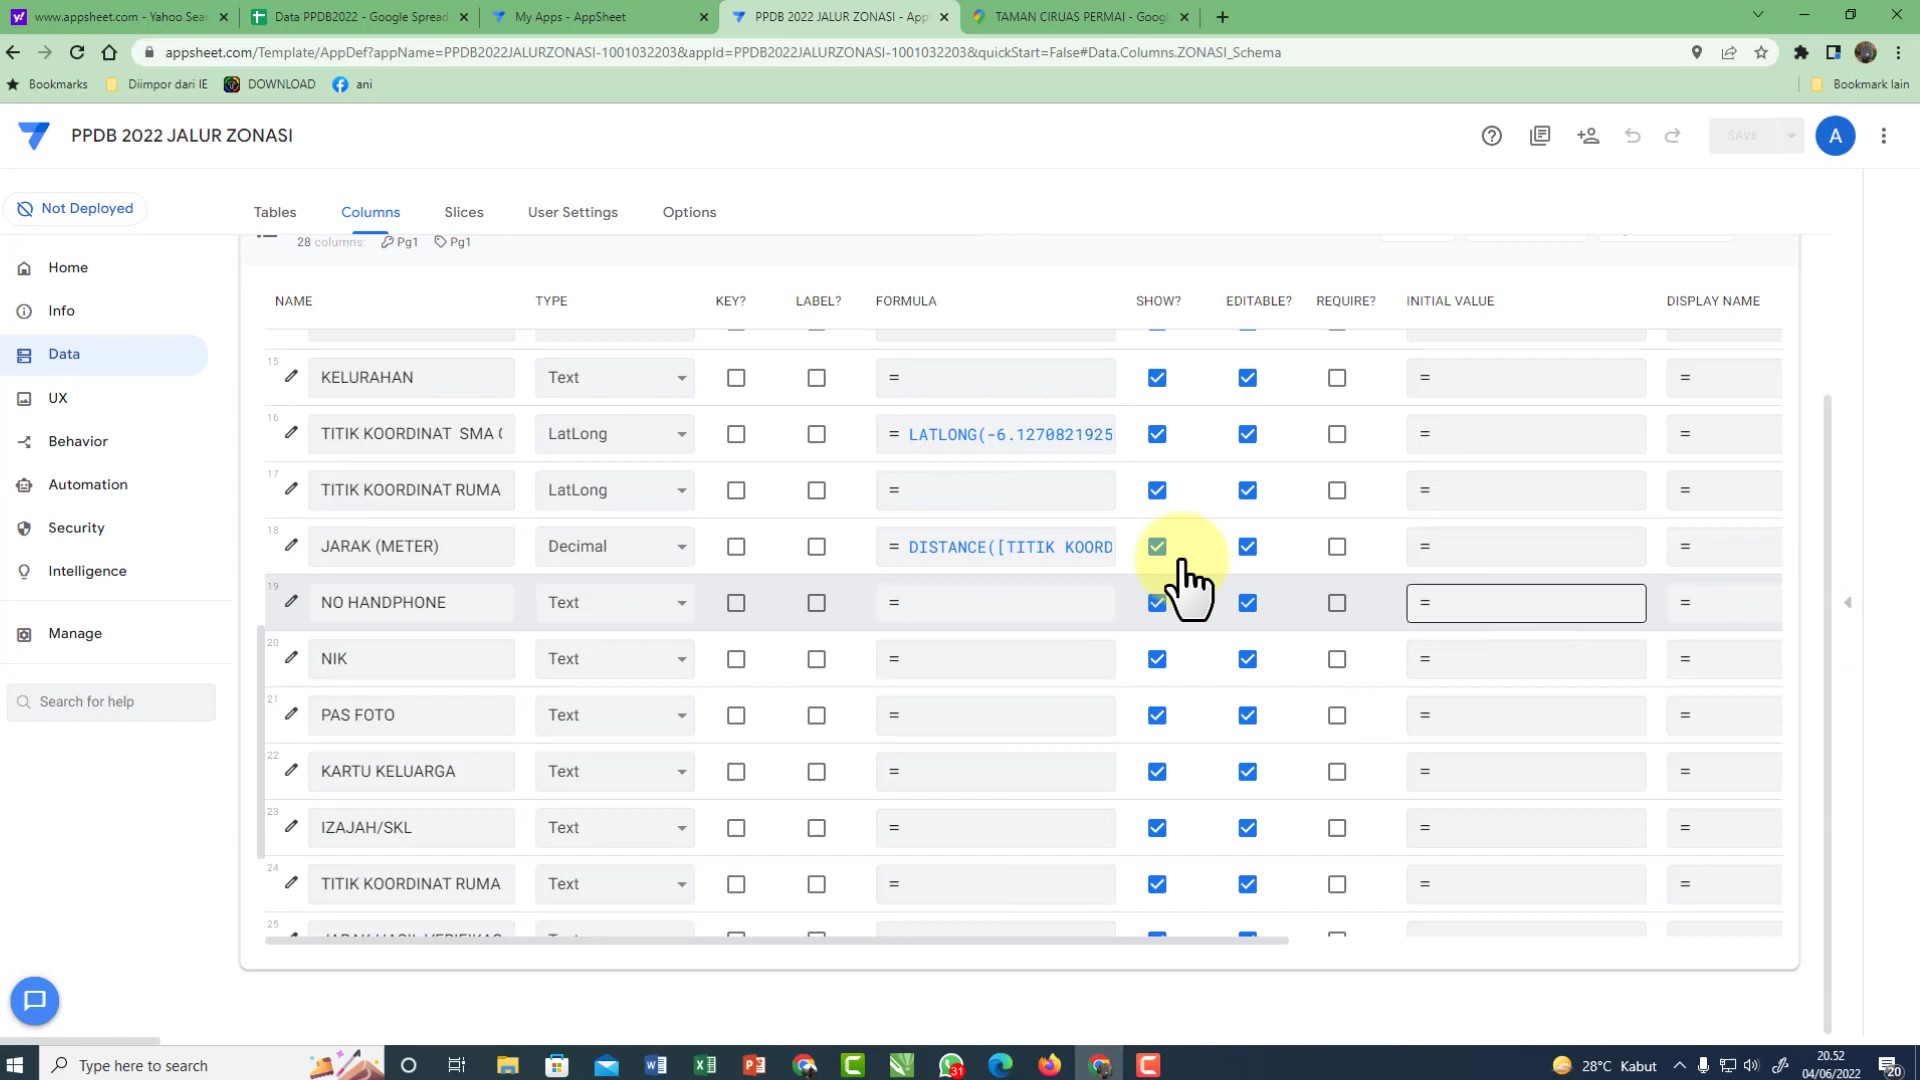 www.appsheet.com - Yahoo Sear
Data PPDB2022 - Google Spread
My Apps - AppSheet
PPDB 2022 JALUR ZONASI - App
TAMAN CIRUAS PERMAI - Goog
appsheet.com/Template/AppDef?appName=PPDB2022JALURZONASI-1001032203&appId=PPDB2022JALURZONASI-1001032203&quickStart=False#Data.Columns.ZONASI_Schema
Bookmarks
Diimpor dari IE
DOWNLOAD
ani
Bookmark lain
PPDB 2022 JALUR ZONASI
SAVE
A
Not Deployed
Tables
Columns
Slices
User Settings
Options
28 columns:
Pg1
Pg1
Home
Info
Data
UX
Behavior
Automation
Security
Intelligence
Manage
Search for help
NAME TYPE KEY? LABEL? FORMULA SHOW? EDITABLE? REQUIRE? INITIAL VALUE DISPLAY NAME
15 KELURAHAN Text = = =
16 TITIK KOORDINAT SMA ( LatLong = LATLONG(-6.1270821925 = =
17 TITIK KOORDINAT RUMA LatLong = = =
18 JARAK (METER) Decimal = DISTANCE([TITIK KOORD = =
19 NO HANDPHONE Text = = =
20 NIK Text = = =
21 PAS FOTO Text = = =
22 KARTU KELUARGA Text = = =
23 IZAJAH/SKL Text = = =
24 TITIK KOORDINAT RUMA Text = = =
25
Type here to search
31
28°C Kabut
20.52
04/06/2022
20